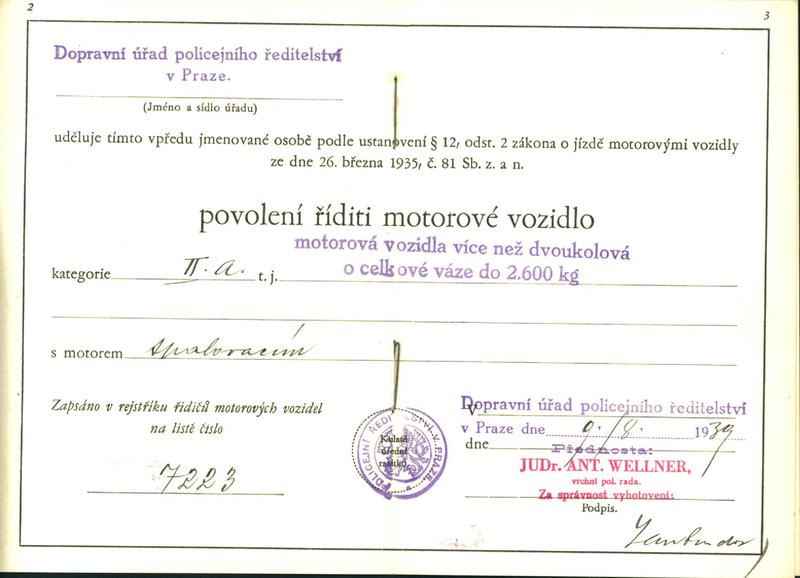 2
3
Dopravní úřad policejního ředitelství
v Praze.
(Jméno a sídlo úřadu)
uděluje tímto vpředu jmenované osobě podle ustanovení § 12, odst. 2 zákona o jízdě motorovými vozidly
ze dne 26. března 1935, č. 81 Sb. z. a n.
povolení říditi motorové vozidlo
motorová vozidla více než dvoukolová
kategorie II. a. t. j. o celkové váze do 2.600 kg
s motorem spalovacím
Zapsáno v rejstříku řidičů motorových vozidel
na listě číslo
7223
POLICEJNÍ ŘEDITELSTVÍ V PRAZE
Kulaté
úřední
razítko
Dopravní úřad policejního ředitelství
v Praze dne 9./8. 1939
dne
Přednosta:
JUDr. ANT. WELLNER,
vrchní pol. rada.
Za správnost vyhotovení:
Podpis.